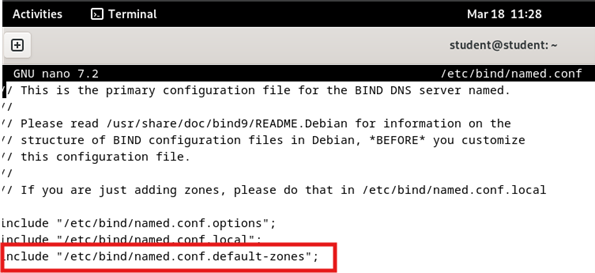 Activities Terminal Mar 18 11:28
student@student: ~
GNU nano 7.2 /etc/bind/named.conf
// This is the primary configuration file for the BIND DNS server named.
//
// Please read /usr/share/doc/bind9/README.Debian for information on the
// structure of BIND configuration files in Debian, *BEFORE* you customize
// this configuration file.
//
// If you are just adding zones, please do that in /etc/bind/named.conf.local
include "/etc/bind/named.conf.options";
include "/etc/bind/named.conf.local";
include "/etc/bind/named.conf.default-zones";